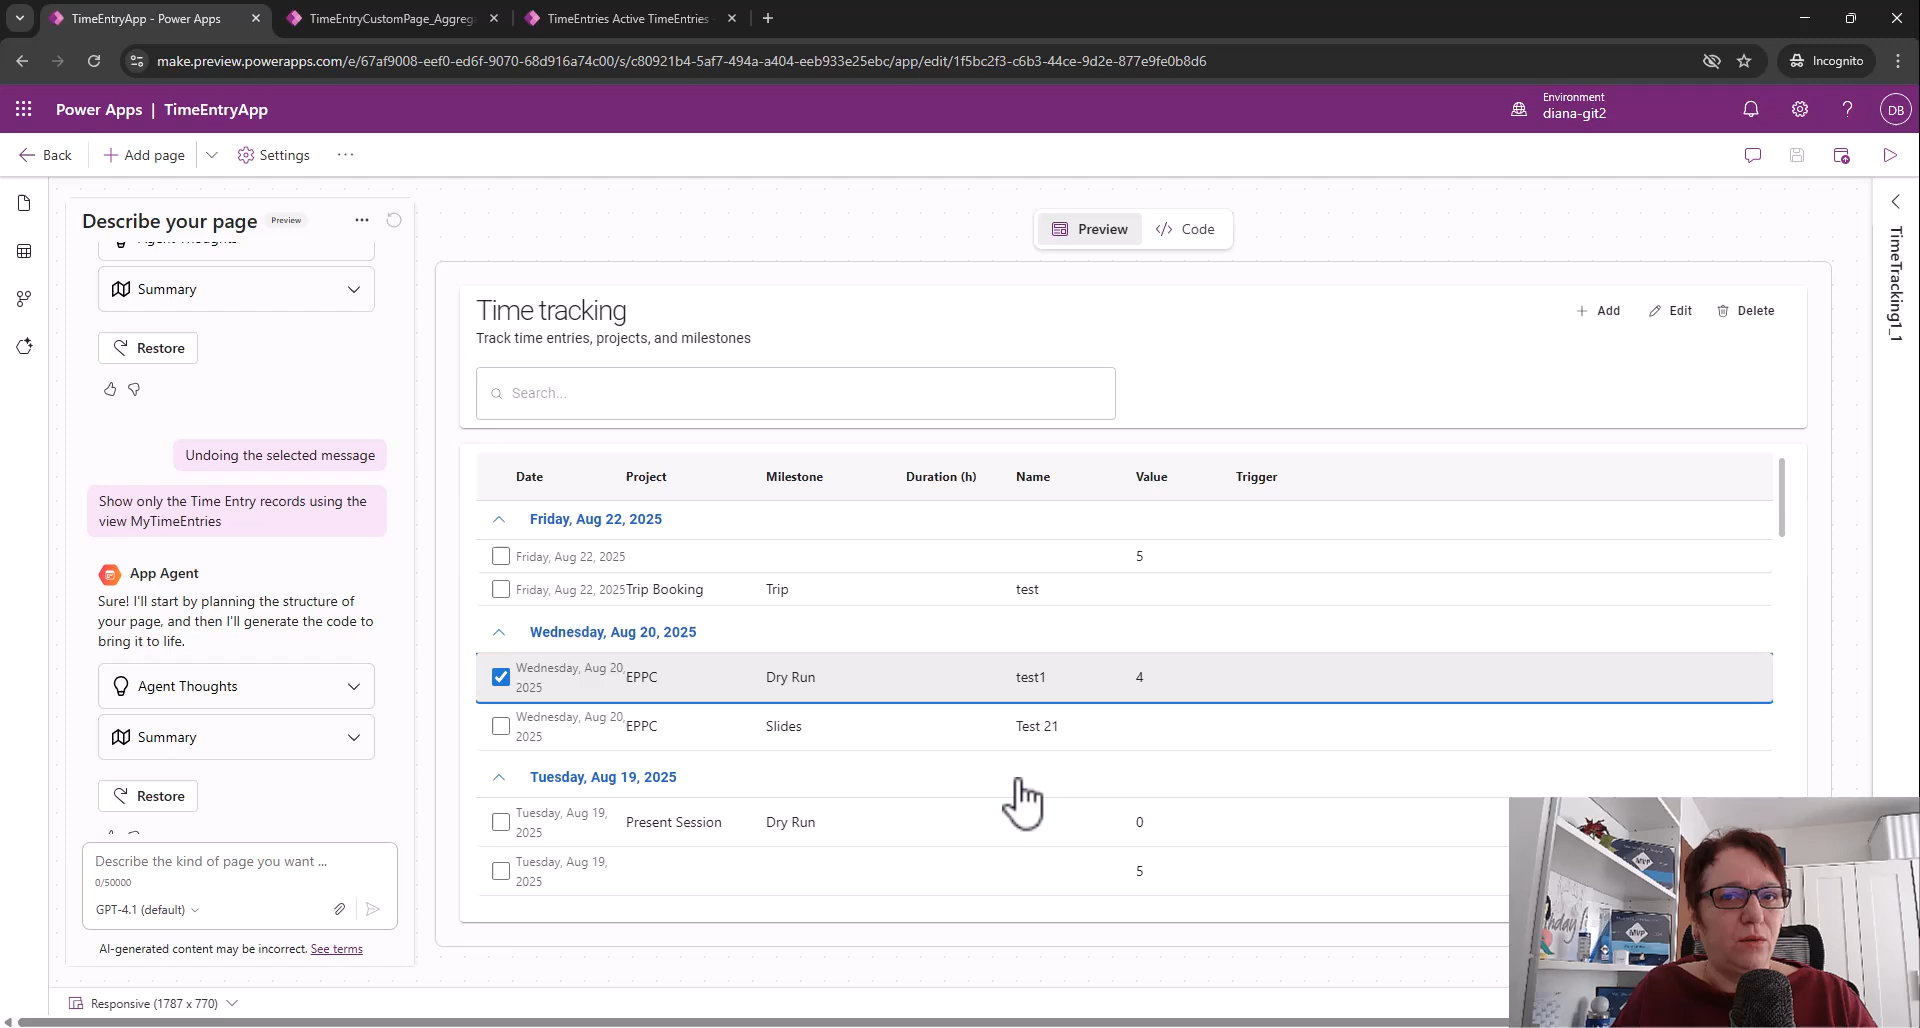 TimeEntryApp - Power Apps
TimeEntryCustomPage_Aggreg
TimeEntries Active TimeEntries
make.preview.powerapps.com/e/67af9008-eef0-ed6f-9070-68d916a74c00/s/c80921b4-5af7-494a-a404-eeb933e25ebc/app/edit/1f5bc2f3-c6b3-44ce-9d2e-877e9fe0b8d6
Incognito
Power Apps | TimeEntryApp
Environment
diana-git2
DB
Back
Add page
Settings
Describe your page
Preview
Agent Thoughts
Summary
Restore
Undoing the selected message
Show only the Time Entry records using the
view MyTimeEntries
App Agent
Sure! I'll start by planning the structure of
your page, and then I'll generate the code to
bring it to life.
Agent Thoughts
Summary
Restore
Describe the kind of page you want ...
0/50000
GPT-4.1 (default)
AI-generated content may be incorrect. See terms
Responsive (1787 x 770)
Preview
Code
TimeTracking1_1
Time tracking
Track time entries, projects, and milestones
Add
Edit
Delete
Search...
Date Project Milestone Duration (h) Name Value Trigger
Friday, Aug 22, 2025
Friday, Aug 22, 2025 5
Friday, Aug 22, 2025 Trip Booking Trip test
Wednesday, Aug 20, 2025
Wednesday, Aug 20,
2025 EPPC Dry Run test1 4
Wednesday, Aug 20,
2025 EPPC Slides Test 21
Tuesday, Aug 19, 2025
Tuesday, Aug 19,
2025 Present Session Dry Run 0
Tuesday, Aug 19,
2025 5
MVP
MVP